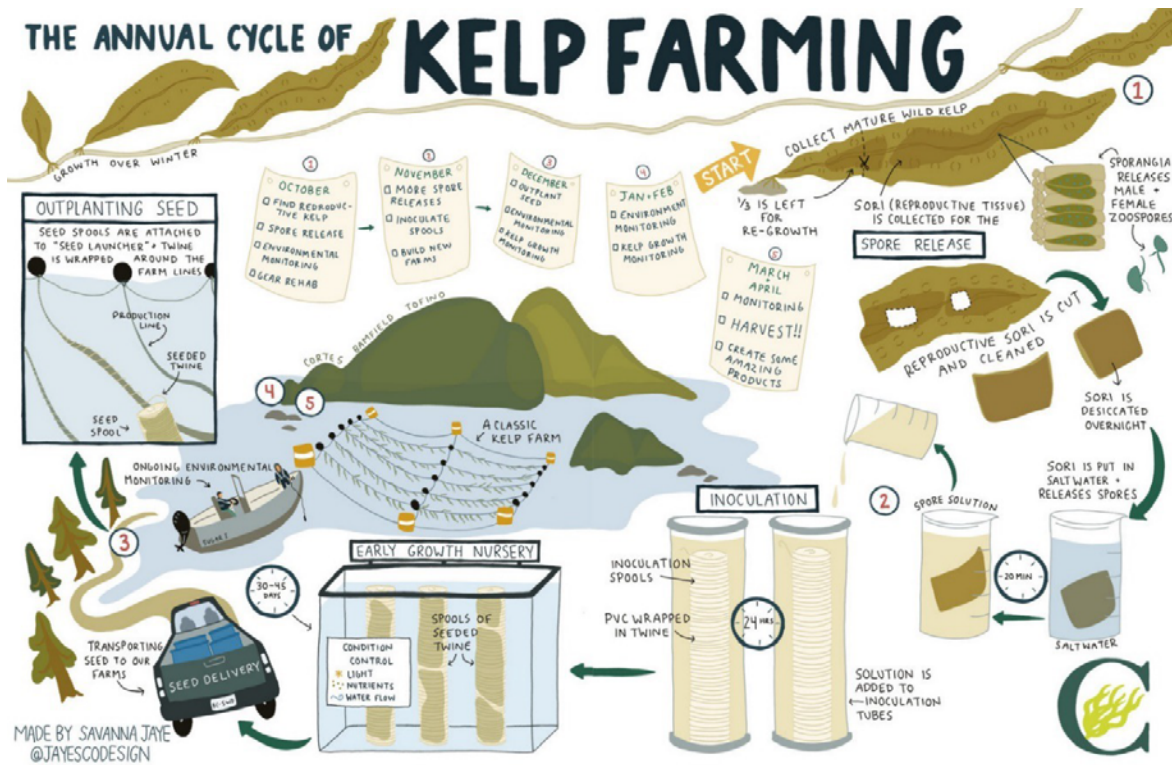 THE ANNUAL CYCLE OF
KELP FARMING
GROWTH OVER WINTER
OUTPLANTING SEED
SEED SPOOLS ARE ATTACHED
TO "SEED LAUNCHER" + TWINE
IS WRAPPED AROUND THE
FARM LINES
PRODUCTION
LINE
SEEDED
TWINE
SEED
SPOOL
1
OCTOBER
FIND REPRODUC-
TIVE KELP
SPORE RELEASE
ENVIRONMENTAL
MONITORING
GEAR REHAB
NOVEMBER
MORE SPORE
RELEASES
INOCULATE
SPOOLS
BUILD NEW
FARMS
3
DECEMBER
OUTPLANT
SEED
ENVIRONMENTAL
MONITORING
KELP GROWTH
MONITORING
4
JAN + FEB
ENVIRONMENT
MONITORING
KELP GROWTH
MONITORING
5
MARCH
+
APRIL
MONITORING
HARVEST!!
CREATE SOME
AMAZING
PRODUCTS
START
1
COLLECT MATURE WILD KELP
1/3 IS LEFT
FOR
RE-GROWTH
SORI (REPRODUCTIVE TISSUE)
IS COLLECTED FOR THE
SPORE RELEASE
SPORANGIA
RELEASES
MALE +
FEMALE
ZOOSPORES
REPRODUCTIVE SORI IS CUT
AND CLEANED
SORI IS
DESICCATED
OVERNIGHT
SORI IS PUT IN
SALTWATER +
RELEASES SPORES
SALTWATER
20 MIN
SPORE SOLUTION
2
INOCULATION
INOCULATION
SPOOLS
PVC WRAPPED
IN TWINE
24 HRS
SOLUTION IS
ADDED TO
INOCULATION
TUBES
EARLY GROWTH NURSERY
30-45
DAYS
SPOOLS OF
SEEDED
TWINE
CONDITION
CONTROL
LIGHT
NUTRIENTS
WATER FLOW
TRANSPORTING
SEED TO OUR
FARMS
SEED DELIVERY
3
4
5
CORTES BAMFIELD TOFINO
A CLASSIC
KELP FARM
ONGOING ENVIRONMENTAL
MONITORING
MADE BY SAVANNA JAYE
@JAYESCODESIGN
C